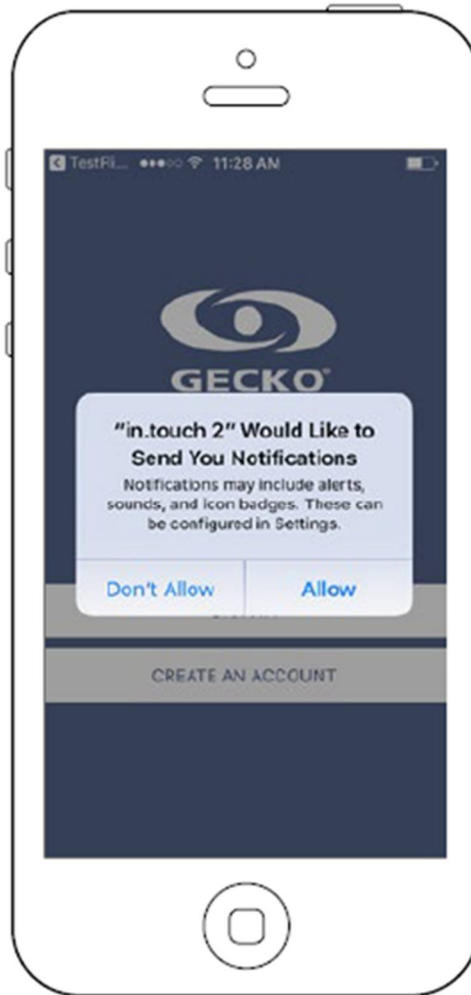 TestFli... 11:28 AM
GECKO®
"in.touch 2" Would Like to
Send You Notifications
Notifications may include alerts,
sounds, and icon badges. These can
be configured in Settings.
Don't Allow Allow
CREATE AN ACCOUNT